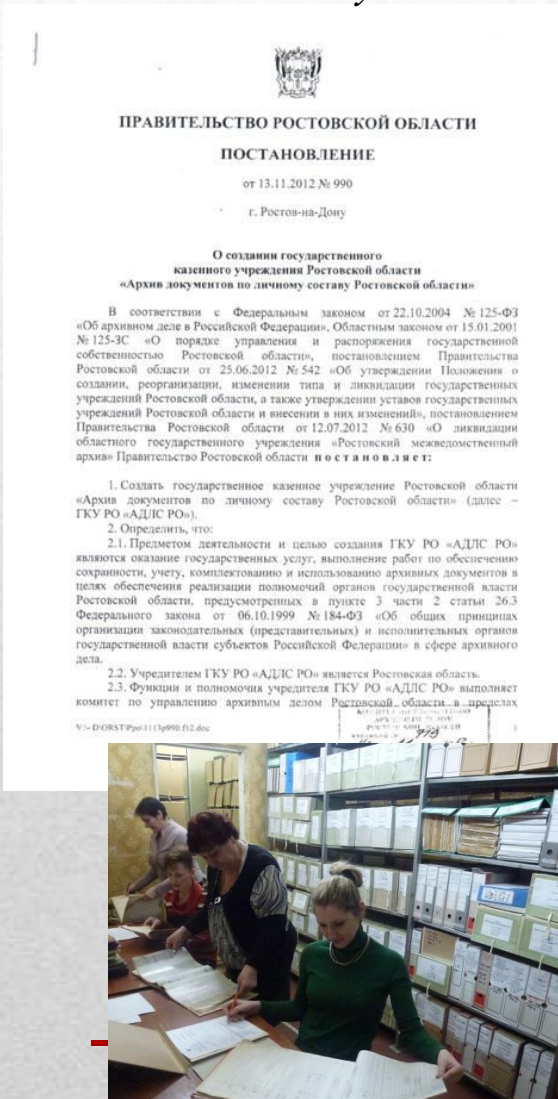 у
ПРАВИТЕЛЬСТВО РОСТОВСКОЙ ОБЛАСТИ
ПОСТАНОВЛЕНИЕ
от 13.11.2012 № 990
г. Ростов-на-Дону
О создании государственного
казенного учреждения Ростовской области
«Архив документов по личному составу Ростовской области»
В соответствии с Федеральным законом от 22.10.2004 № 125-ФЗ
«Об архивном деле в Российской Федерации», Областным законом от 15.01.2001
№ 125-ЗС «О порядке управления и распоряжения государственной
собственностью Ростовской области», постановлением Правительства
Ростовской области от 25.06.2012 № 542 «Об утверждении Положения о
создании, реорганизации, изменении типа и ликвидации государственных
учреждений Ростовской области, а также утверждении уставов государственных
учреждений Ростовской области и внесении в них изменений», постановлением
Правительства Ростовской области от 12.07.2012 № 630 «О ликвидации
областного государственного учреждения «Ростовский межведомственный
архив» Правительство Ростовской области постановляет:
1. Создать государственное казенное учреждение Ростовской области
«Архив документов по личному составу Ростовской области» (далее –
ГКУ РО «АДЛС РО»).
2. Определить, что:
2.1. Предметом деятельности и целью создания ГКУ РО «АДЛС РО»
являются оказание государственных услуг, выполнение работ по обеспечению
сохранности, учету, комплектованию и использованию архивных документов в
целях обеспечения реализации полномочий органов государственной власти
Ростовской области, предусмотренных в пункте 3 части 2 статьи 26.3
Федерального закона от 06.10.1999 № 184-ФЗ «Об общих принципах
организации законодательных (представительных) и исполнительных органов
государственной власти субъектов Российской Федерации» в сфере архивного
дела.
2.2. Учредителем ГКУ РО «АДЛС РО» является Ростовская область.
2.3. Функции и полномочия учредителя ГКУ РО «АДЛС РО» выполняет
комитет по управлению архивным делом Ростовской области в пределах